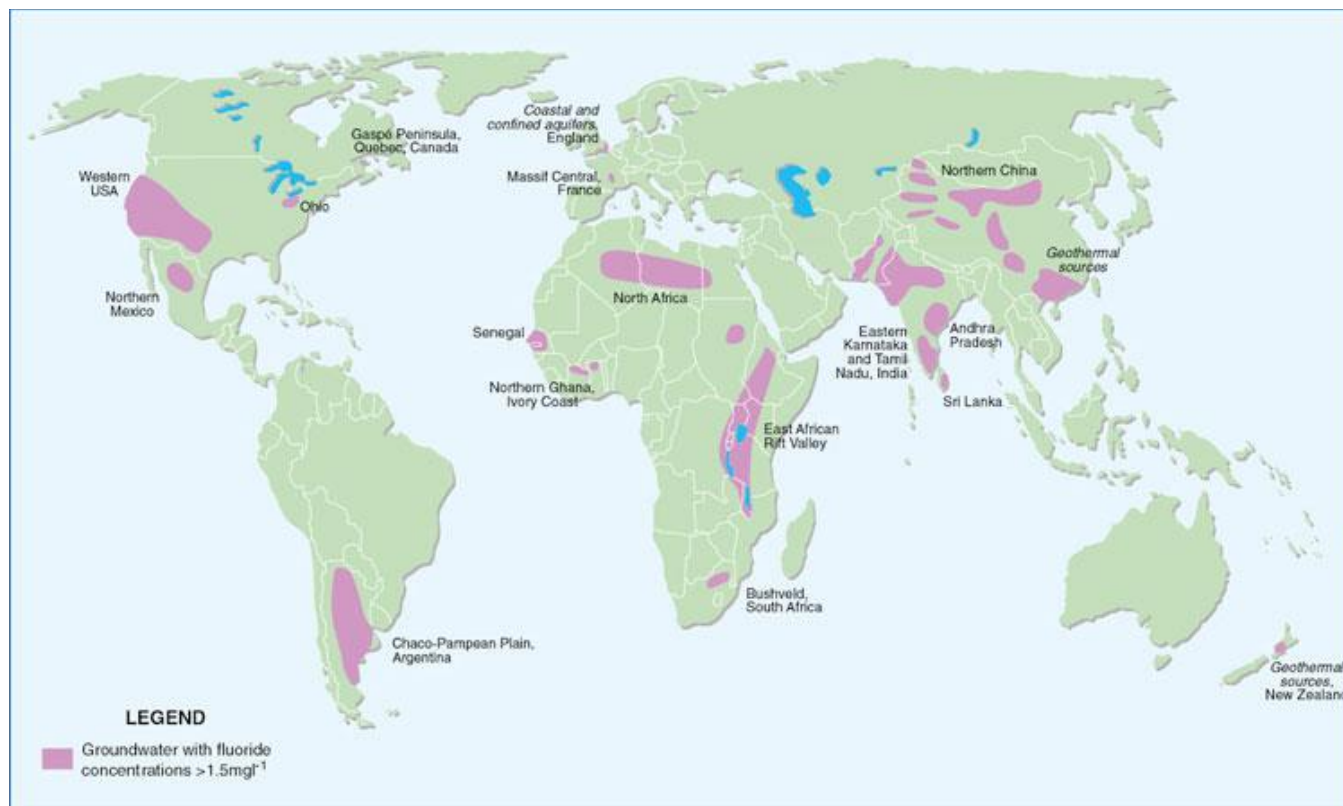 Coastal and
confined aquifers,
England
Gaspé Peninsula,
Quebec, Canada
Western
USA
Massif Central,
France
Northern China
Ohio
Geothermal
sources
Northern
Mexico
North Africa
Senegal
Eastern
Karnataka
and Tamil
Nadu, India
Andhra
Pradesh
Northern Ghana,
Ivory Coast
Sri Lanka
East African
Rift Valley
Bushveld,
South Africa
Chaco-Pampean Plain,
Argentina
Geothermal
sources,
New Zealand
LEGEND
Groundwater with fluoride
concentrations >1.5mgl⁻¹